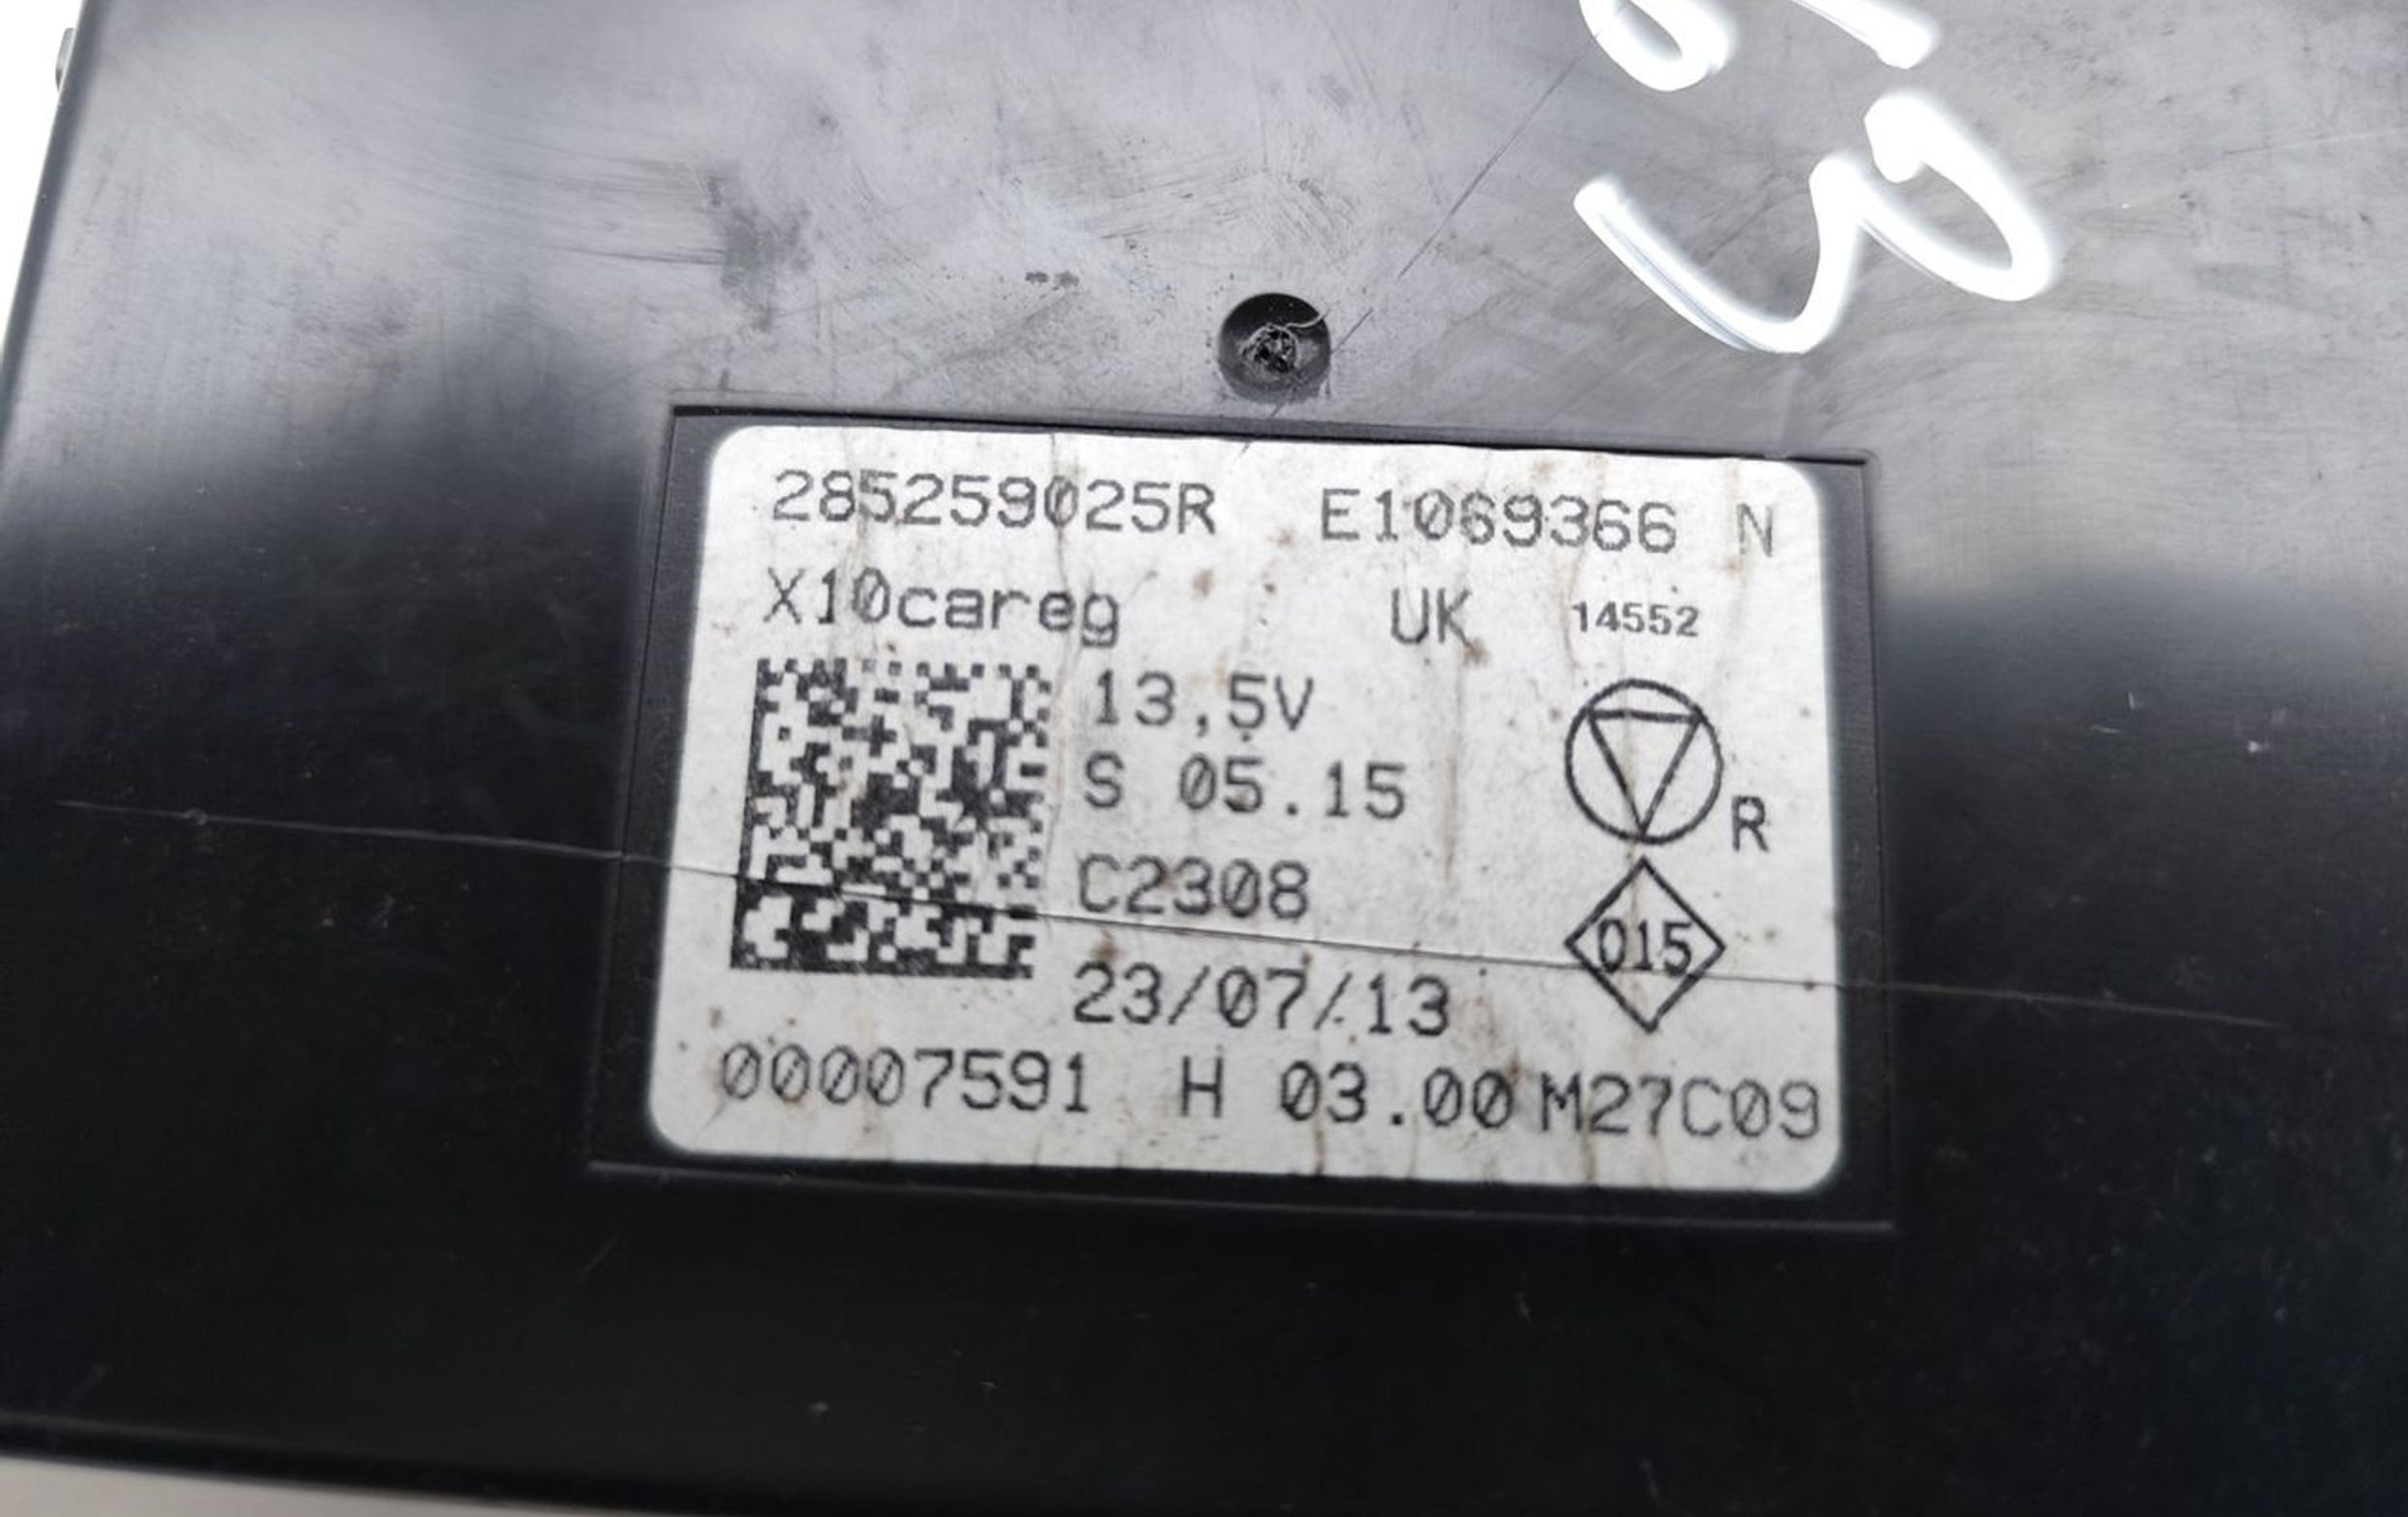 285259025R E1069366 N
X10careg UK 14552
13,5V
S 05.15
R
C2308
015
23/07/13
00007591 H 03.00 M27C09